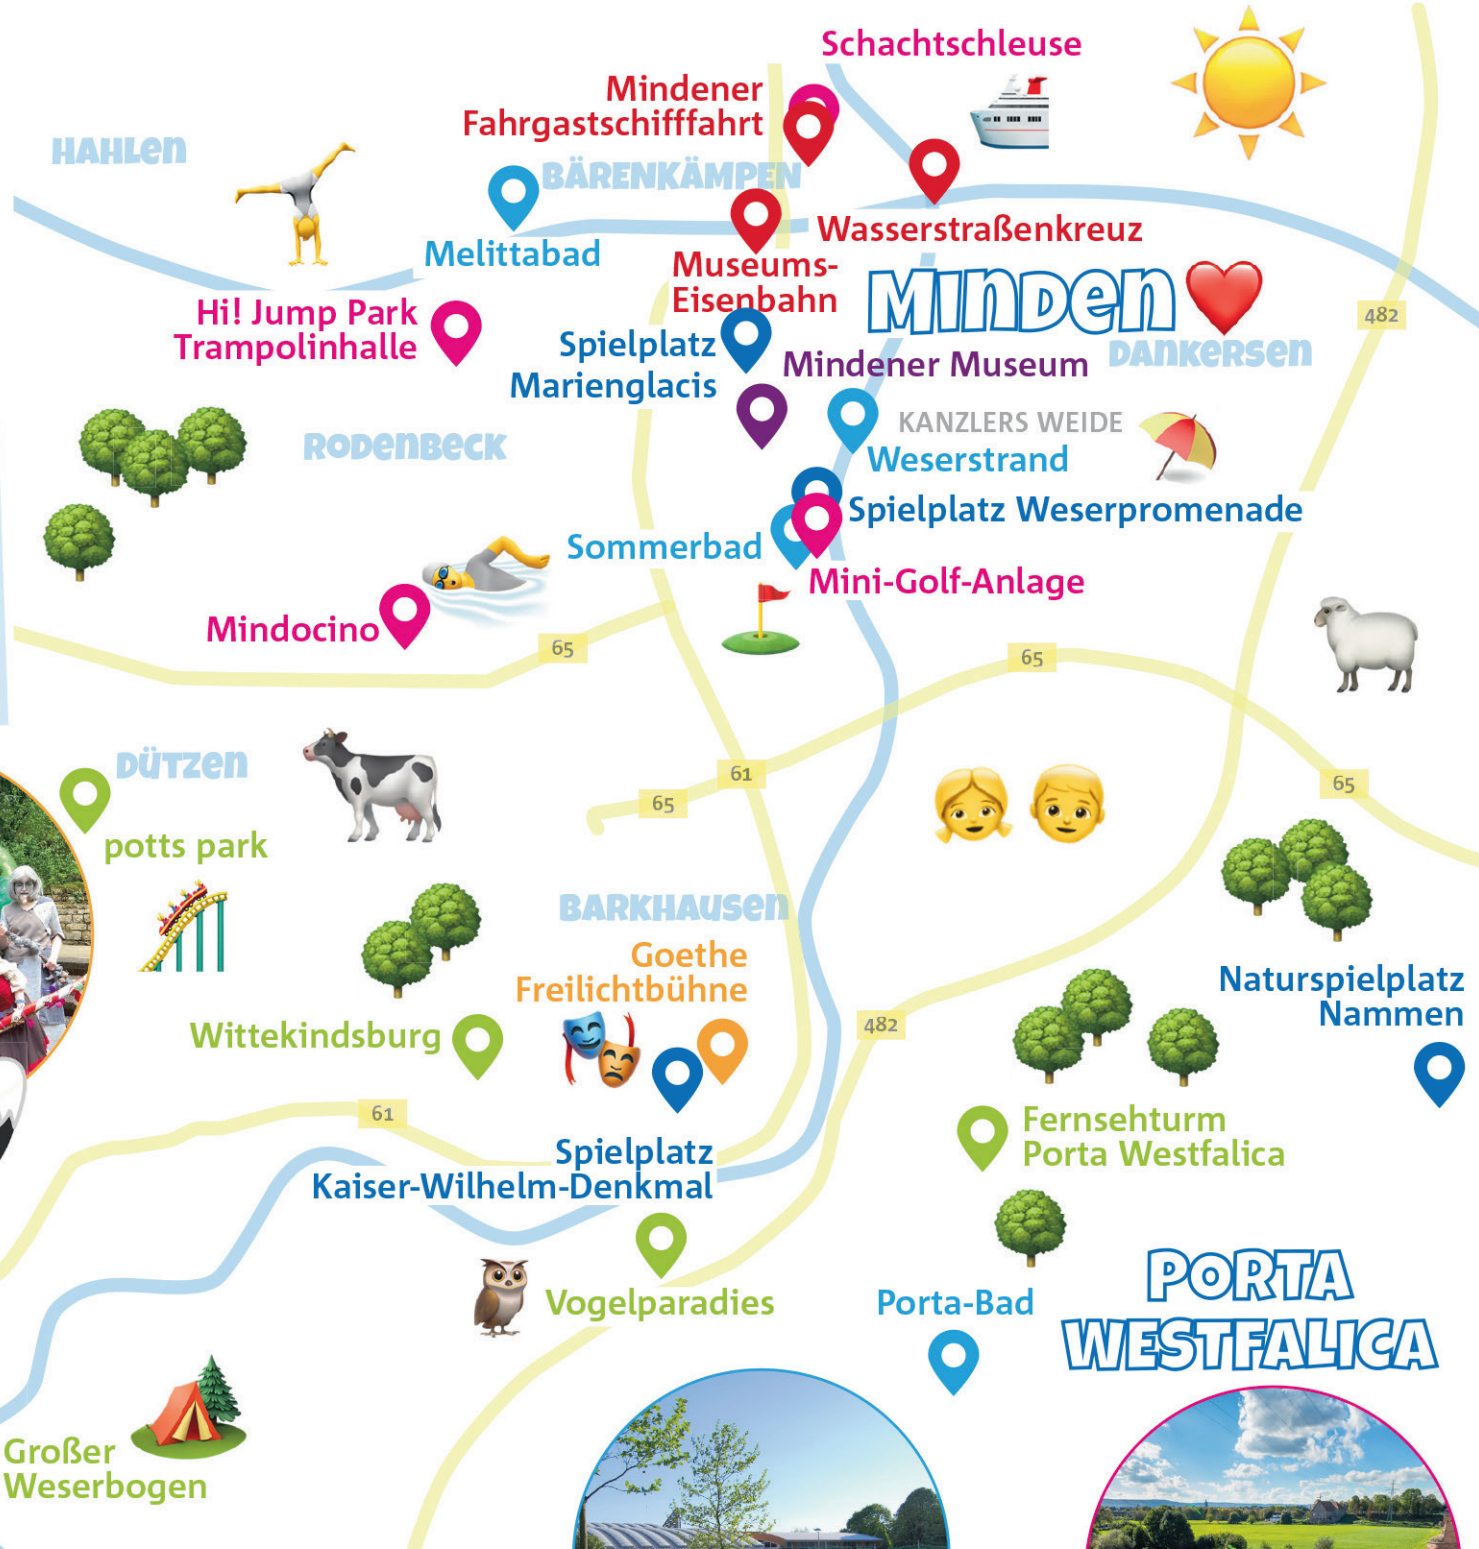 Schachtschleuse
Mindener
Fahrgastschifffahrt
HAHLEN
BÄRENKÄMPEN
Wasserstraßenkreuz
Melittabad
Museums-
Eisenbahn
MINDEN
Hi! Jump Park
Trampolinhalle
482
Spielplatz
Marienglacis
Mindener Museum
DANKERSEN
KANZLERS WEIDE
RODENBECK
Weserstrand
Spielplatz Weserpromenade
Sommerbad
Mini-Golf-Anlage
Mindocino
65
65
DÜTZEN
61
65
65
potts park
BARKHAUSEN
Goethe
Freilichtbühne
Naturspielplatz
Nammen
482
Wittekindsburg
61
Fernsehturm
Porta Westfalica
Spielplatz
Kaiser-Wilhelm-Denkmal
Vogelparadies
Porta-Bad
PORTA
WESTFALICA
Großer
Weserbogen